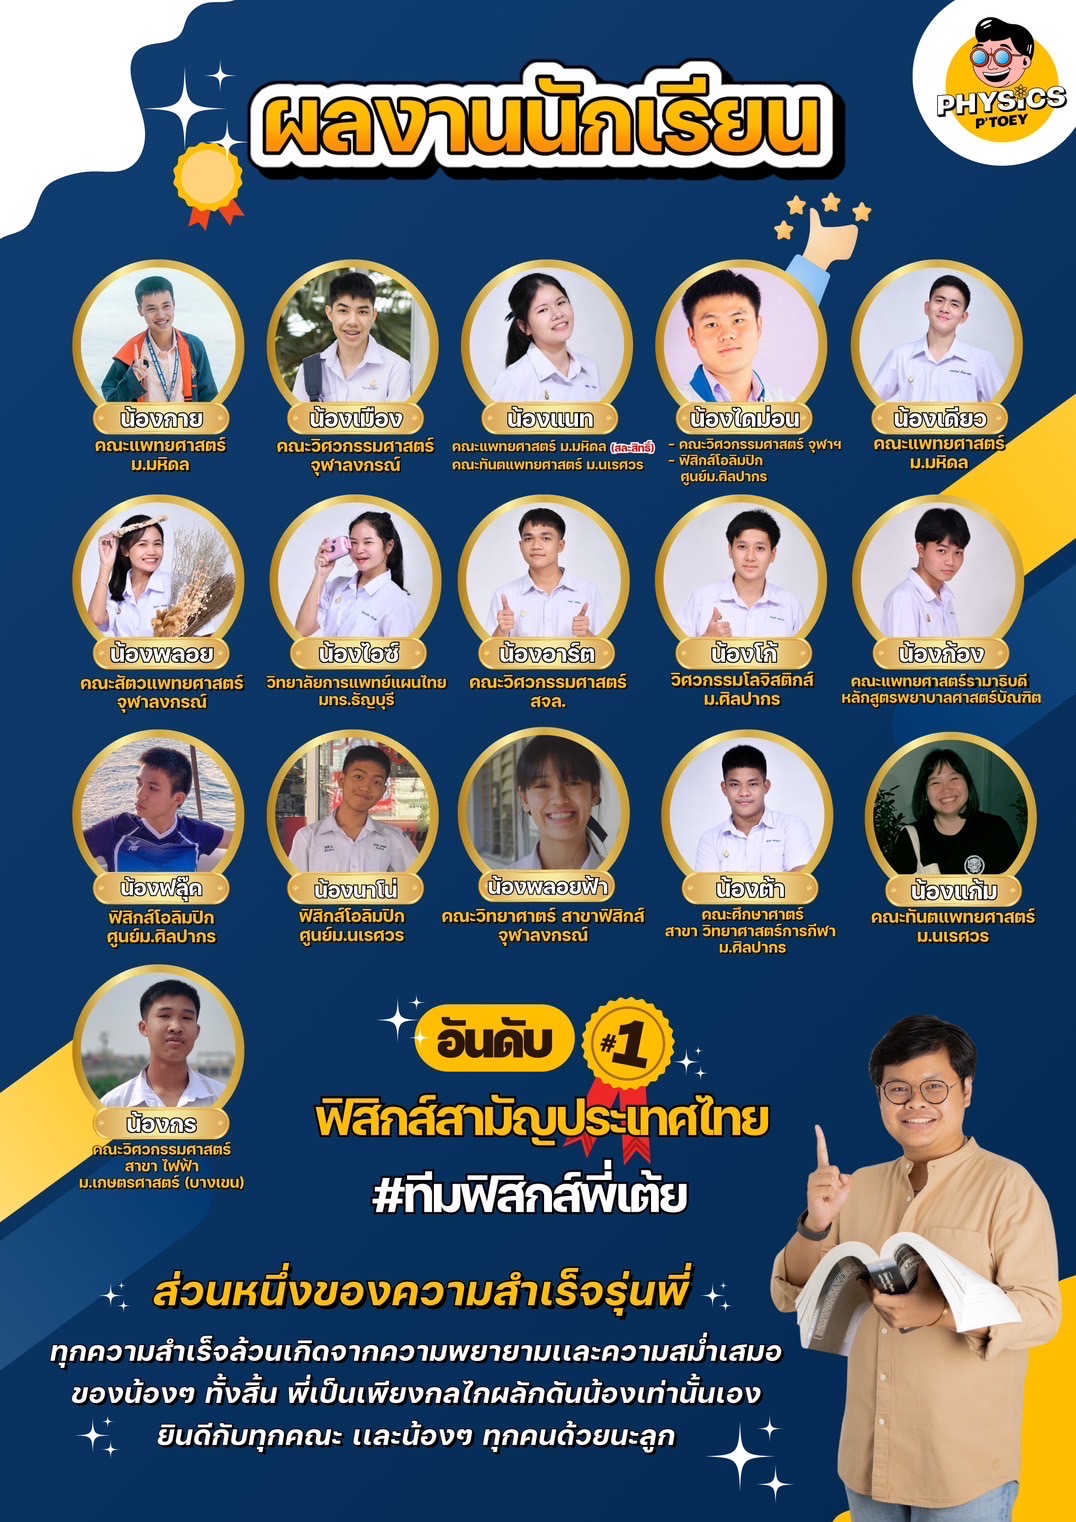 ผลงานนักเรียน
PHYSICS
P'TOEY
น้องกาย
คณะแพทยศาสตร์
ม.มหิดล
น้องเมือง
คณะวิศวกรรมศาสตร์
จุฬาลงกรณ์
น้องแนท
คณะแพทยศาสตร์ ม.มหิดล (สละสิทธิ์)
คณะทันตแพทยศาสตร์ ม.นเรศวร
น้องไดม่อน
- คณะวิศวกรรมศาสตร์ จุฬาฯ
- ฟิสิกส์โอลิมปิก
ศูนย์ม.ศิลปากร
น้องเดียว
คณะแพทยศาสตร์
ม.มหิดล
น้องพลอย
คณะสัตวแพทยศาสตร์
จุฬาลงกรณ์
น้องไอซ์
วิทยาลัยการแพทย์แผนไทย
มทร.ธัญบุรี
น้องอาร์ต
คณะวิศวกรรมศาสตร์
สจล.
น้องโก้
วิศวกรรมโลจิสติกส์
ม.ศิลปากร
น้องก้อง
คณะแพทยศาสตร์รามาธิบดี
หลักสูตรพยาบาลศาสตร์บัณฑิต
น้องฟลุ๊ค
ฟิสิกส์โอลิมปิก
ศูนย์ม.ศิลปากร
น้องนาโน่
ฟิสิกส์โอลิมปิก
ศูนย์ม.นเรศวร
น้องพลอยฟ้า
คณะวิทยาศาตร์ สาขาฟิสิกส์
จุฬาลงกรณ์
น้องต้า
คณะศึกษาศาตร์
สาขา วิทยาศาสตร์การกีฬา
ม.ศิลปากร
น้องแก้ม
คณะทันตแพทยศาสตร์
ม.นเรศวร
น้องกร
คณะวิศวกรรมศาสตร์
สาขา ไฟฟ้า
ม.เกษตรศาสตร์ (บางเขน)
อันดับ #1
ฟิสิกส์สามัญประเทศไทย
#ทีมฟิสิกส์พี่เต้ย
ส่วนหนึ่งของความสำเร็จรุ่นพี่
ทุกความสำเร็จล้วนเกิดจากความพยายามและความสม่ำเสมอ
ของน้องๆ ทั้งสิ้น พี่เป็นเพียงกลไกผลักดันน้องเท่านั้นเอง
ยินดีกับทุกคณะ และน้องๆ ทุกคนด้วยนะลูก